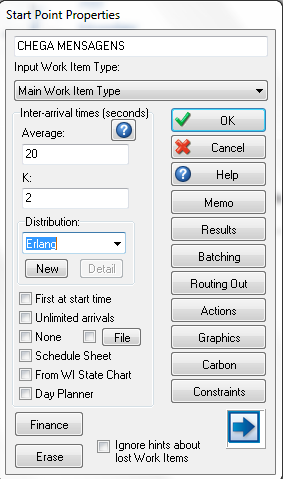 Start Point Properties
CHEGA MENSAGENS
Input Work Item Type:
Main Work Item Type
Inter-arrival times (seconds)
Average:
20
K:
2
Distribution:
Erlang
New
Detail
First at start time
Unlimited arrivals
None
File
Schedule Sheet
From WI State Chart
Day Planner
OK
Cancel
Help
Memo
Results
Batching
Routing Out
Actions
Graphics
Carbon
Constraints
Finance
Erase
Ignore hints about
lost Work Items